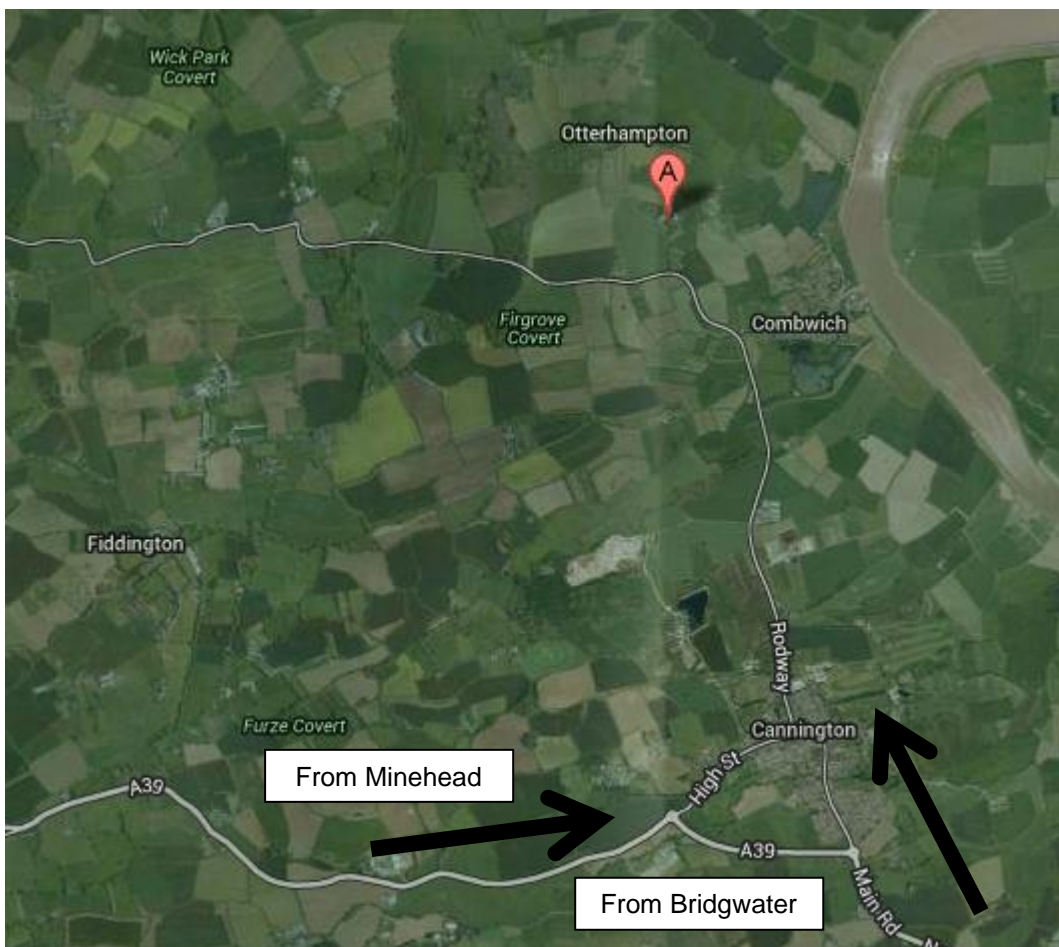 Wick Park
Covert
Otterhampton
A
Combwich
Firgrove
Covert
Fiddington
Rodway
Cannington
Furze Covert
From Minehead
High St
A39
A39
From Bridgwater
Main Rd